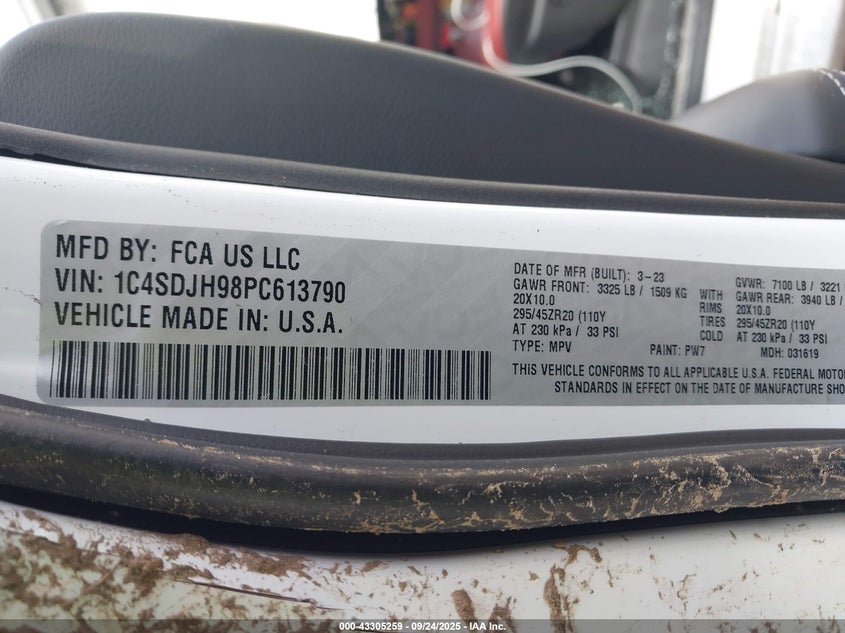 MFD BY: FCA US LLC
VIN: 1C4SDJH98PC613790
VEHICLE MADE IN: U.S.A.
DATE OF MFR (BUILT): 3-23 GVWR: 7100 LB / 3221
GAWR FRONT: 3325 LB / 1509 KG WITH GAWR REAR: 3940 LB /
20X10.0 RIMS 20X10.0
295/45ZR20 (110Y TIRES 295/45ZR20 (110Y
AT 230 kPa / 33 PSI COLD AT 230 kPa / 33 PSI
TYPE: MPV PAINT: PW7 MDH: 031619
THIS VEHICLE CONFORMS TO ALL APPLICABLE U.S.A. FEDERAL MOTOR
STANDARDS IN EFFECT ON THE DATE OF MANUFACTURE SHO
000-43305259 - 09/24/2025 - IAA Inc.